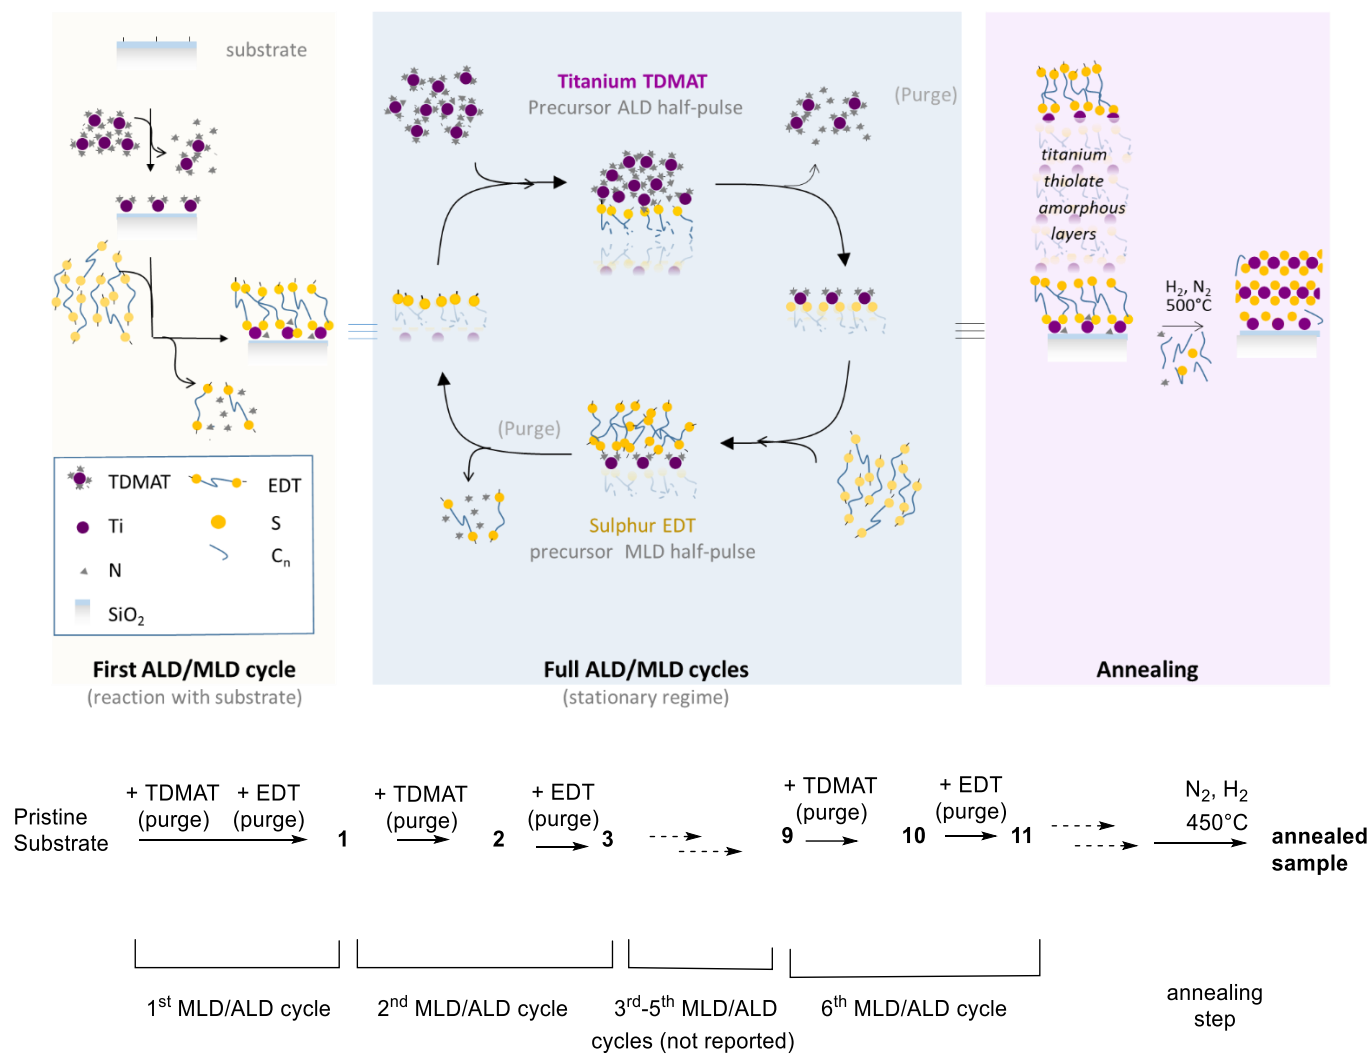 substrate
Titanium TDMAT
Precursor ALD half-pulse
(Purge)
(Purge)
Sulphur EDT
precursor MLD half-pulse
titanium
thiolate
amorphous
layers
H₂, N₂
500°C
TDMAT
EDT
Ti
S
N
Cₙ
SiO₂
First ALD/MLD cycle
(reaction with substrate)
Full ALD/MLD cycles
(stationary regime)
Annealing
Pristine
Substrate
+ TDMAT
(purge)
+ EDT
(purge)
1
+ TDMAT
(purge)
2
+ EDT
(purge)
3
9
+ TDMAT
(purge)
10
+ EDT
(purge)
11
N₂, H₂
450°C
annealed
sample
1ˢᵗ MLD/ALD cycle
2ⁿᵈ MLD/ALD cycle
3ʳᵈ-5ᵗʰ MLD/ALD
cycles (not reported)
6ᵗʰ MLD/ALD cycle
annealing
step